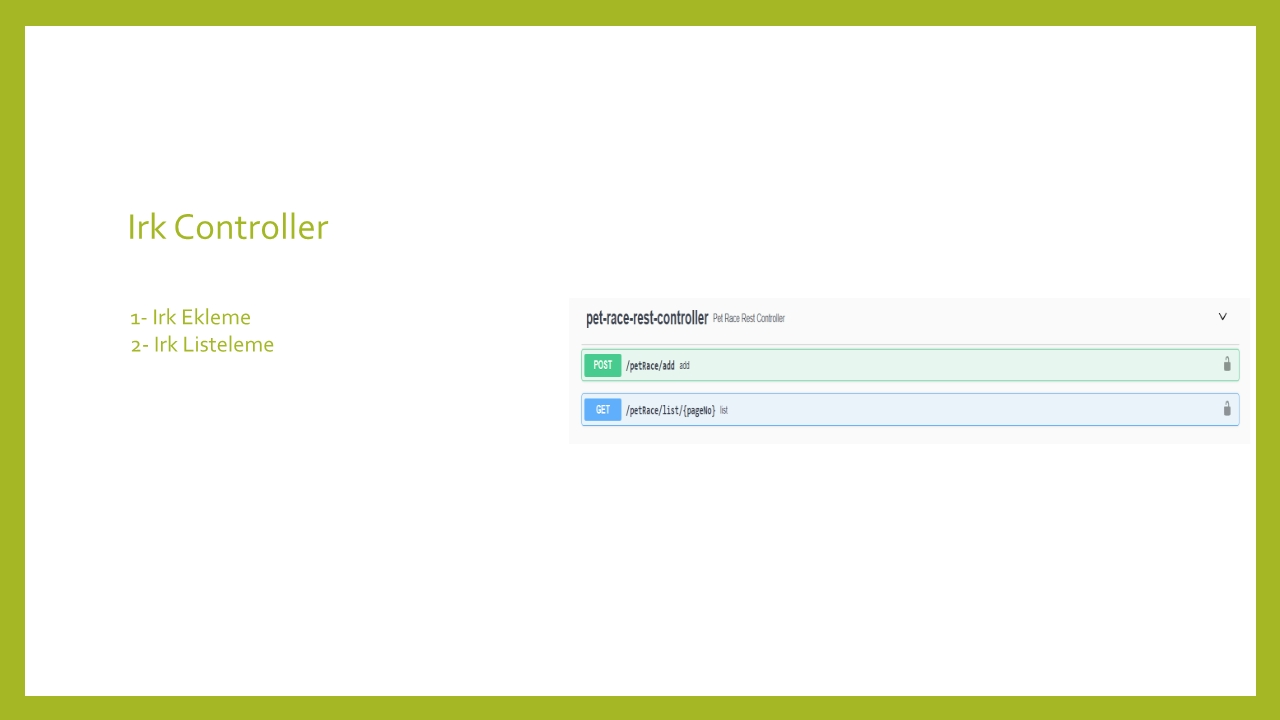 Irk Controller
1- Irk Ekleme
2- Irk Listeleme
pet-race-rest-controller Pet Race Rest Controller
POST /petRace/add add
GET /petRace/list/{pageNo} list